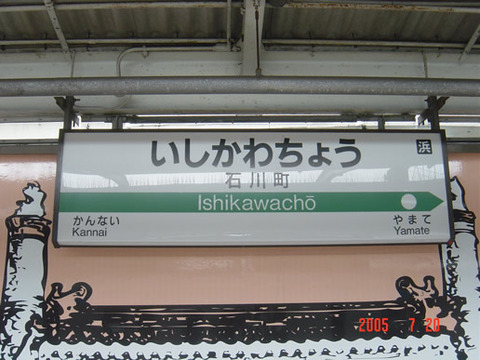 いしかわちょう
浜
石川町
Ishikawachō
かんない
やまて
Kannai
Yamate
2005 7 20